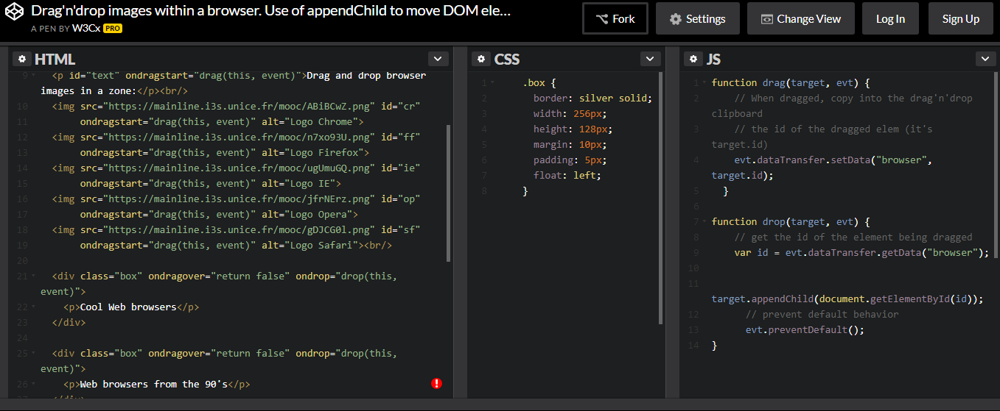 Drag'n'drop images within a browser. Use of appendChild to move DOM ele...
A PEN BY W3Cx PRO
Fork
Settings
Change View
Log In
Sign Up
HTML
9 <p id="text" ondragstart="drag(this, event)">Drag and drop browser
images in a zone:</p><br/>
10 <img src="https://mainline.i3s.unice.fr/mooc/ABiBCwZ.png" id="cr"
11 ondragstart="drag(this, event)" alt="Logo Chrome">
12 <img src="https://mainline.i3s.unice.fr/mooc/n7xo93U.png" id="ff"
13 ondragstart="drag(this, event)" alt="Logo Firefox">
14 <img src="https://mainline.i3s.unice.fr/mooc/ugUmuGQ.png" id="ie"
15 ondragstart="drag(this, event)" alt="Logo IE">
16 <img src="https://mainline.i3s.unice.fr/mooc/jfrNErz.png" id="op"
17 ondragstart="drag(this, event)" alt="Logo Opera">
18 <img src="https://mainline.i3s.unice.fr/mooc/gDJCG0l.png" id="sf"
19 ondragstart="drag(this, event)" alt="Logo Safari"><br/>
20
21 <div class="box" ondragover="return false" ondrop="drop(this,
event)">
22 <p>Cool Web browsers</p>
23 </div>
24
25 <div class="box" ondragover="return false" ondrop="drop(this,
event)">
26 <p>Web browsers from the 90's</p>
27 </div>
CSS
1 .box {
2 border: silver solid;
3 width: 256px;
4 height: 128px;
5 margin: 10px;
6 padding: 5px;
7 float: left;
8 }
JS
1 function drag(target, evt) {
2 // When dragged, copy into the drag'n'drop
clipboard
3 // the id of the dragged elem (it's
target.id)
4 evt.dataTransfer.setData("browser",
target.id);
5 }
6
7 function drop(target, evt) {
8 // get the id of the element being dragged
9 var id = evt.dataTransfer.getData("browser");
10
11
target.appendChild(document.getElementById(id));
12 // prevent default behavior
13 evt.preventDefault();
14 }